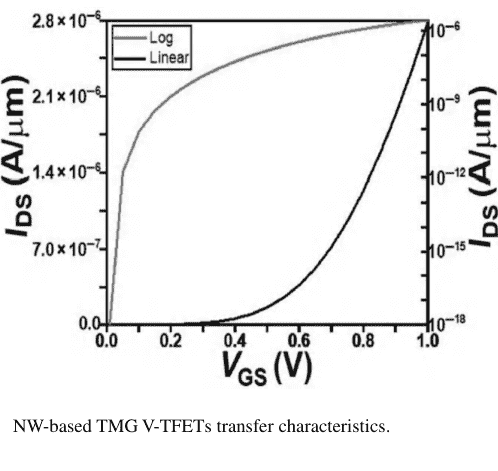 2.8×10⁻⁶
2.1×10⁻⁶
1.4×10⁻⁶
7.0×10⁻⁷
0.0
I_DS (A/μm)
Log
Linear
10⁻⁶
10⁻⁹
10⁻¹²
10⁻¹⁵
10⁻¹⁸
I_DS (A/μm)
0.0 0.2 0.4 0.6 0.8 1.0
V_GS (V)
NW-based TMG V-TFETs transfer characteristics.